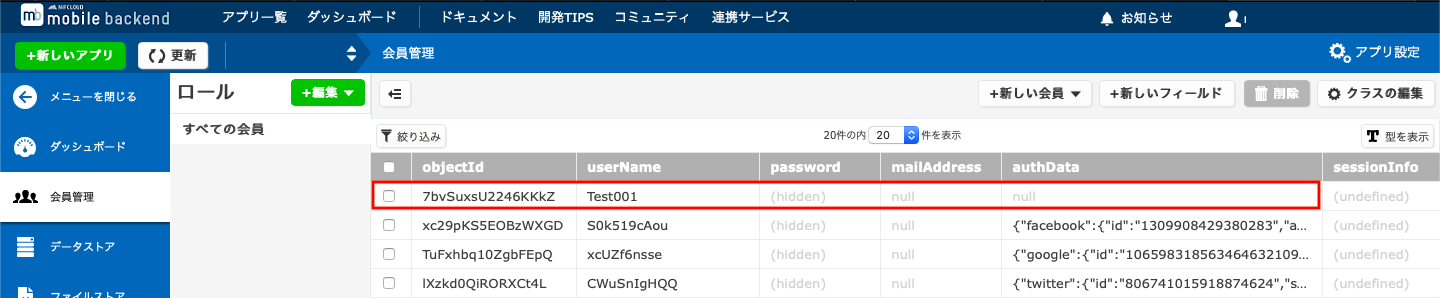 NIFCLOUD
mb mobile backend アプリ一覧 ダッシュボード ドキュメント 開発TIPS コミュニティ 連携サービス お知らせ
+新しいアプリ 更新 会員管理 アプリ設定
メニューを閉じる ロール +編集 +新しい会員 +新しいフィールド 削除 クラスの編集
すべての会員
ダッシュボード 絞り込み 20件の内 20 件を表示 T 型を表示
objectId userName password mailAddress authData sessionInfo
会員管理 7bvSuxsU2246KKkZ Test001 (hidden) null null (undefined)
xc29pKS5EOBzWXGD S0k519cAou (hidden) null {"facebook":{"id":"1309908429380283","a... (undefined)
データストア TuFxhbq10ZgbFEpQ xcUZf6nsse (hidden) null {"google":{"id":"106598318563464632109... (undefined)
ファイルストア lXzkd0QiRORXCt4L CWuSnIgHQQ (hidden) null {"twitter":{"id":"806741015918874624","s... (undefined)